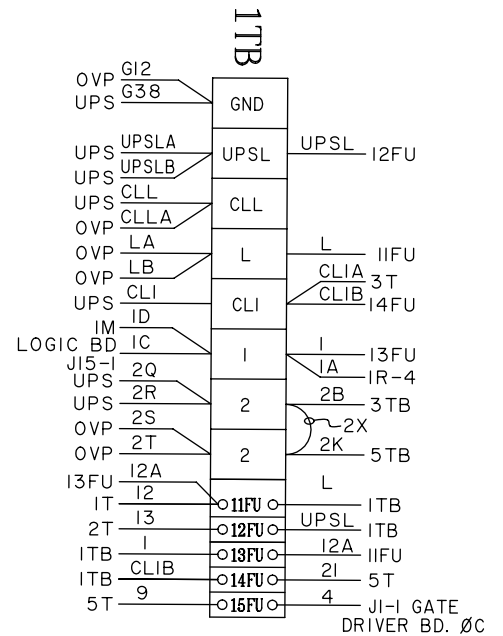 1TB
OVP G12
UPS G38 GND
UPS UPSLA UPSL UPSL 12FU
UPS UPSLB
UPS CLL CLL
OVP CLLA
OVP LA L L 11FU
OVP LB
UPS CL1 CL1 CL1A 3T
CL1B 14FU
1M 1D
LOGIC BD J15-1 1C 1 1 13FU
1A 1R-4
UPS 2Q
UPS 2R 2 2B 3TB
2X
OVP 2S
OVP 2T 2 2K 5TB
13FU 12A
1T 12 11FU L 1TB
2T 13 12FU UPSL 1TB
1TB 1 13FU 12A 11FU
1TB CL1B 14FU 21 5T
5T 9 15FU 4 J1-1 GATE
DRIVER BD. ØC